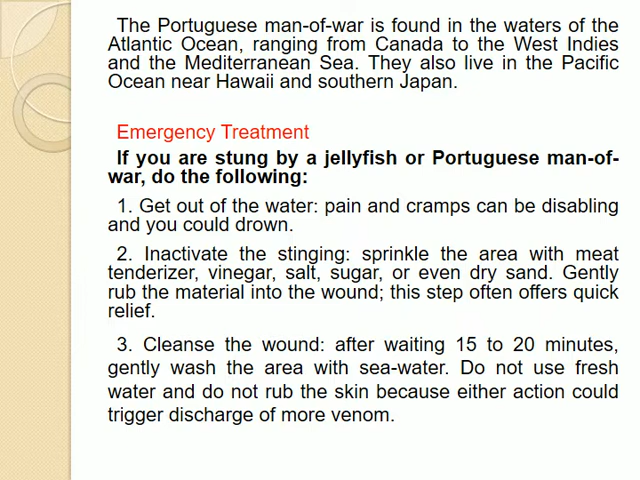 The Portuguese man-of-war is found in the waters of the
Atlantic Ocean, ranging from Canada to the West Indies
and the Mediterranean Sea. They also live in the Pacific
Ocean near Hawaii and southern Japan.
Emergency Treatment
If you are stung by a jellyfish or Portuguese man-of-
war, do the following:
1. Get out of the water: pain and cramps can be disabling
and you could drown.
2. Inactivate the stinging: sprinkle the area with meat
tenderizer, vinegar, salt, sugar, or even dry sand. Gently
rub the material into the wound; this step often offers quick
relief.
3. Cleanse the wound: after waiting 15 to 20 minutes,
gently wash the area with sea-water. Do not use fresh
water and do not rub the skin because either action could
trigger discharge of more venom.